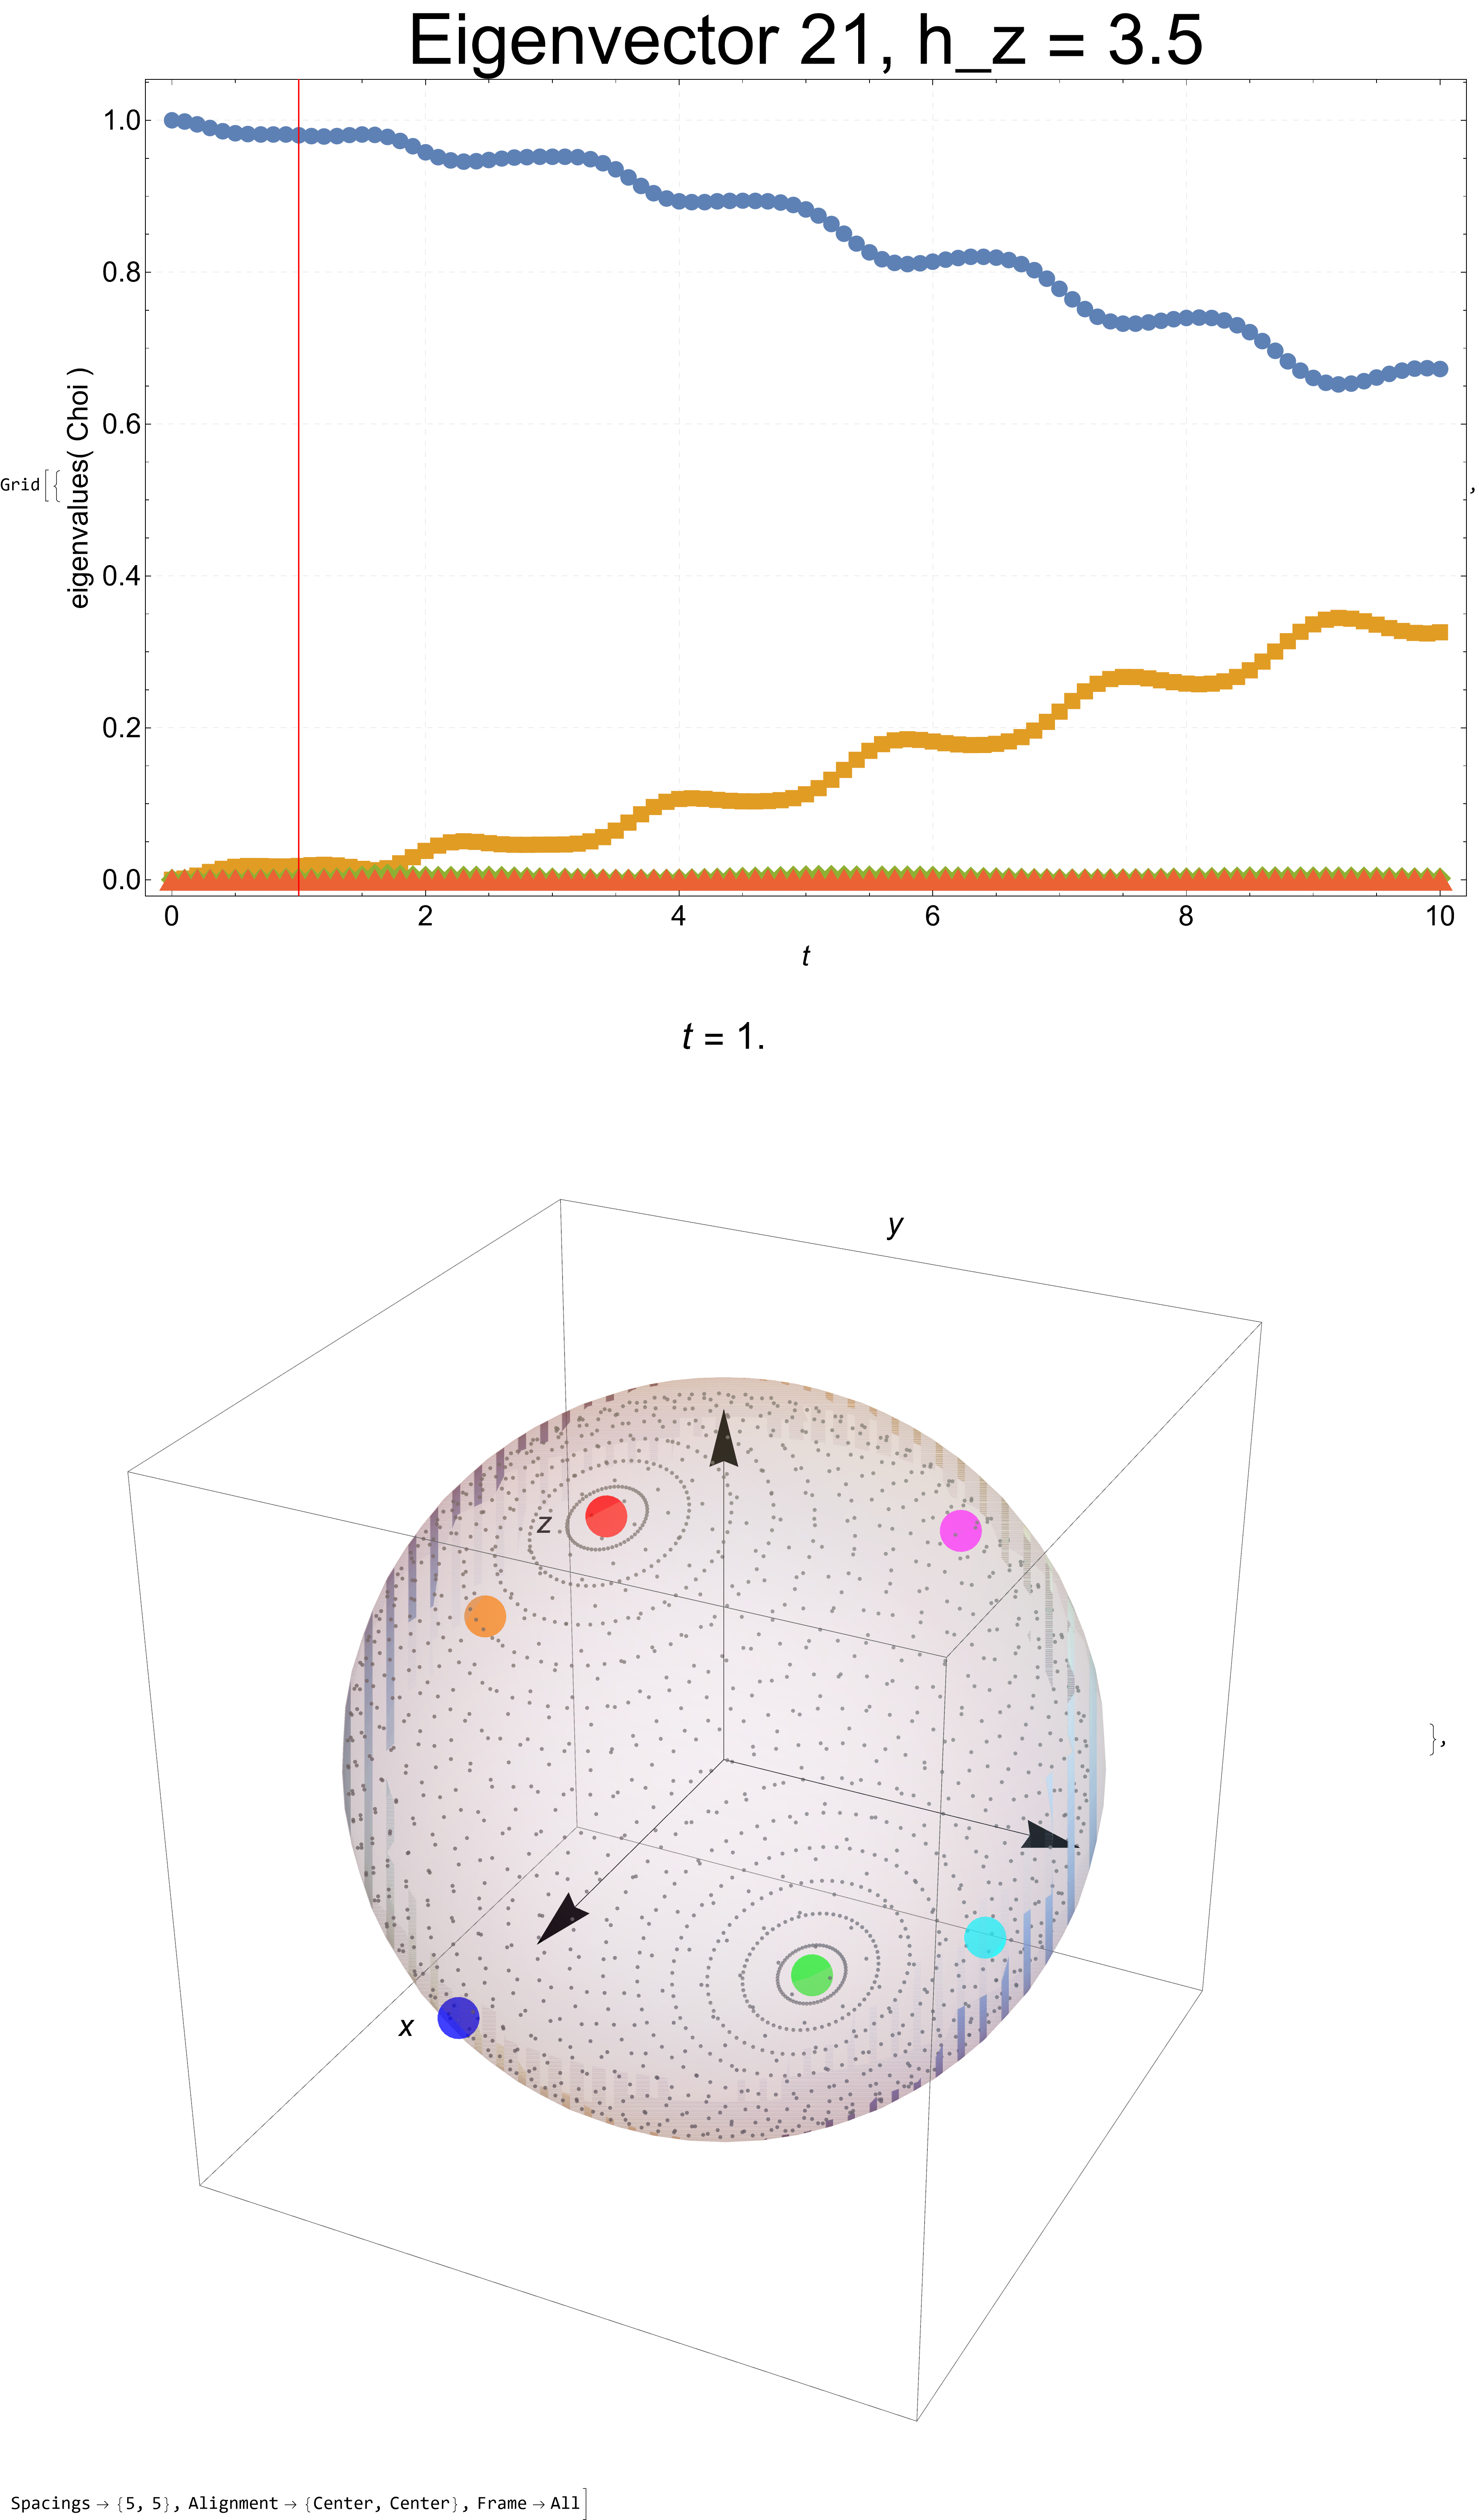 Eigenvector 21, h_z = 3.5
1.0
0.8
0.6
0.4
0.2
0.0
eigenvalues( Choi )
Grid[{
,
0 2 4 6 8 10
t
t = 1.
y
z
x
},
Spacings → {5, 5}, Alignment → {Center, Center}, Frame → All]